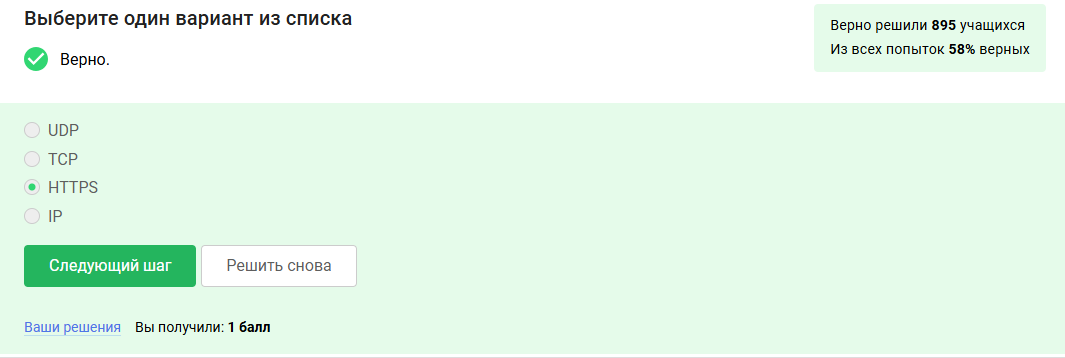 Выберите один вариант из списка
Верно.
Верно решили 895 учащихся
Из всех попыток 58% верных
UDP
TCP
HTTPS
IP
Следующий шаг
Решить снова
Ваши решения Вы получили: 1 балл